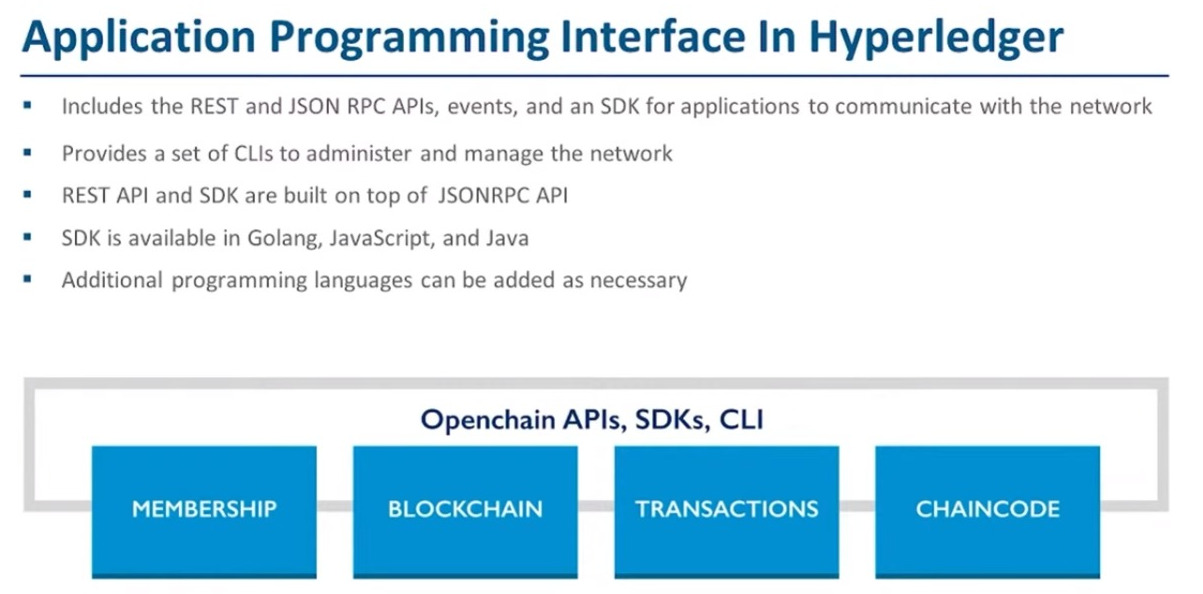 Application Programming Interface In Hyperledger
Includes the REST and JSON RPC APIs, events, and an SDK for applications to communicate with the network
Provides a set of CLIs to administer and manage the network
REST API and SDK are built on top of JSONRPC API
SDK is available in Golang, JavaScript, and Java
Additional programming languages can be added as necessary
Openchain APIs, SDKs, CLI
MEMBERSHIP
BLOCKCHAIN
TRANSACTIONS
CHAINCODE